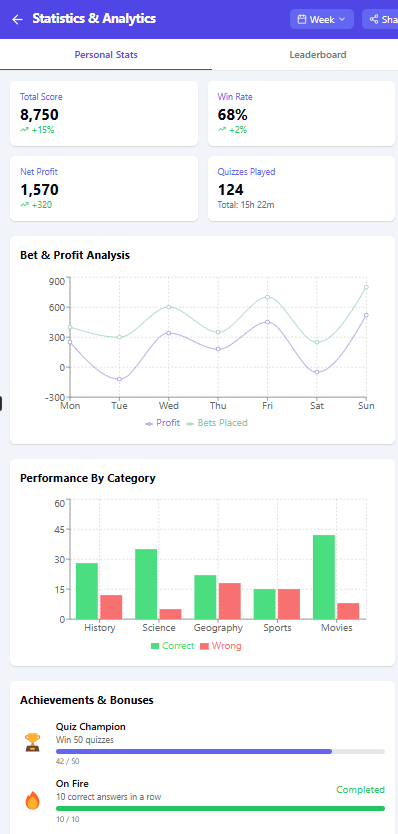 Statistics & Analytics
Week
Sha
Personal Stats
Leaderboard
Total Score
8,750
+15%
Win Rate
68%
+2%
Net Profit
1,570
+320
Quizzes Played
124
Total: 15h 22m
Bet & Profit Analysis
900
600
300
0
-300
Mon Tue Wed Thu Fri Sat Sun
Profit Bets Placed
Performance By Category
60
45
30
15
0
History Science Geography Sports Movies
Correct Wrong
Achievements & Bonuses
Quiz Champion
Win 50 quizzes
42 / 50
On Fire
10 correct answers in a row
Completed
10 / 10